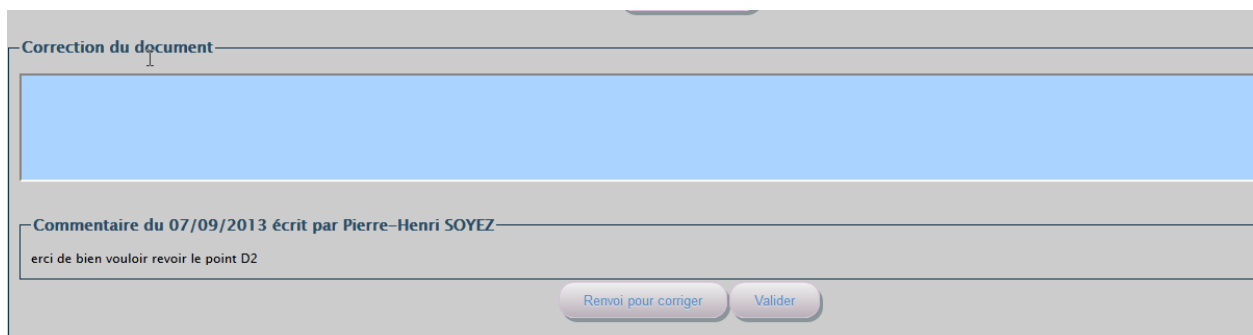 Correction du document
Commentaire du 07/09/2013 écrit par Pierre-Henri SOYEZ
erci de bien vouloir revoir le point D2
Renvoi pour corriger
Valider